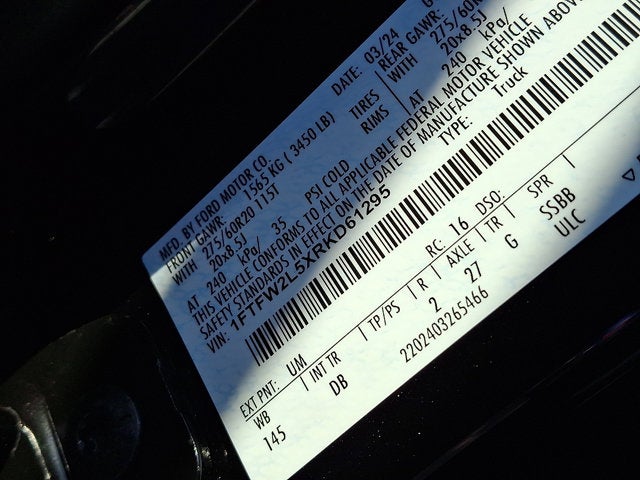 MFD. BY FORD MOTOR CO.
DATE: 03/24
FRONT GAWR: 1565 KG ( 3450 LB)
REAR GAWR:
WITH 275/60R20 115T TIRES WITH 275/60R
20x8.5J RIMS 20x8.5J
AT 240 kPa/ 35 PSI COLD AT 240 kPa/
THIS VEHICLE CONFORMS TO ALL APPLICABLE FEDERAL MOTOR VEHICLE
SAFETY STANDARDS IN EFFECT ON THE DATE OF MANUFACTURE SHOWN ABOVE
VIN: 1FTFW2L5XRKD61295
TYPE: Truck
EXT PNT: UM RC: 16 DSO:
WB | INT TR | TP/PS | R | AXLE | TR | SPR |
145 DB 2 27 G SSBB
2202403265466 ULC